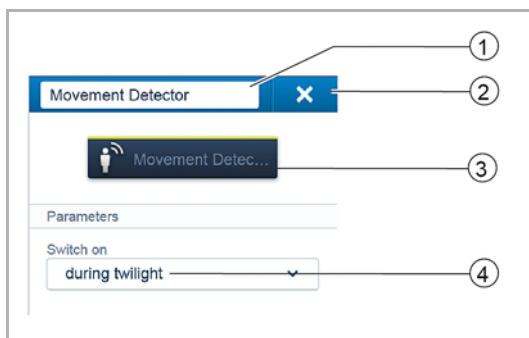 1
Movement Detector
2
Movement Detec...
3
Parameters
Switch on
during twilight
4